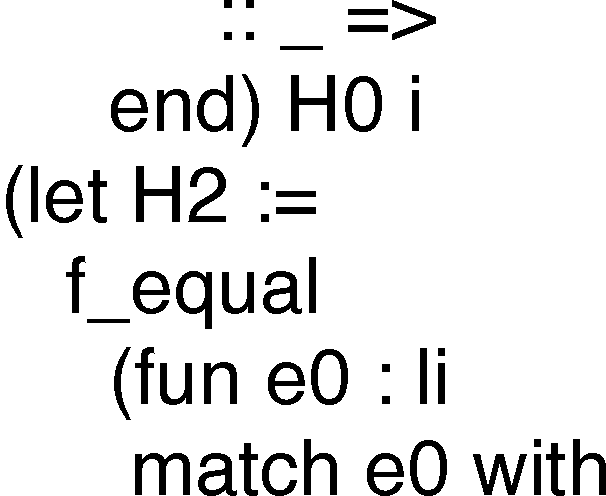 :: _ =>
end) H0 i
(let H2 :=
f_equal
(fun e0 : li
match e0 with